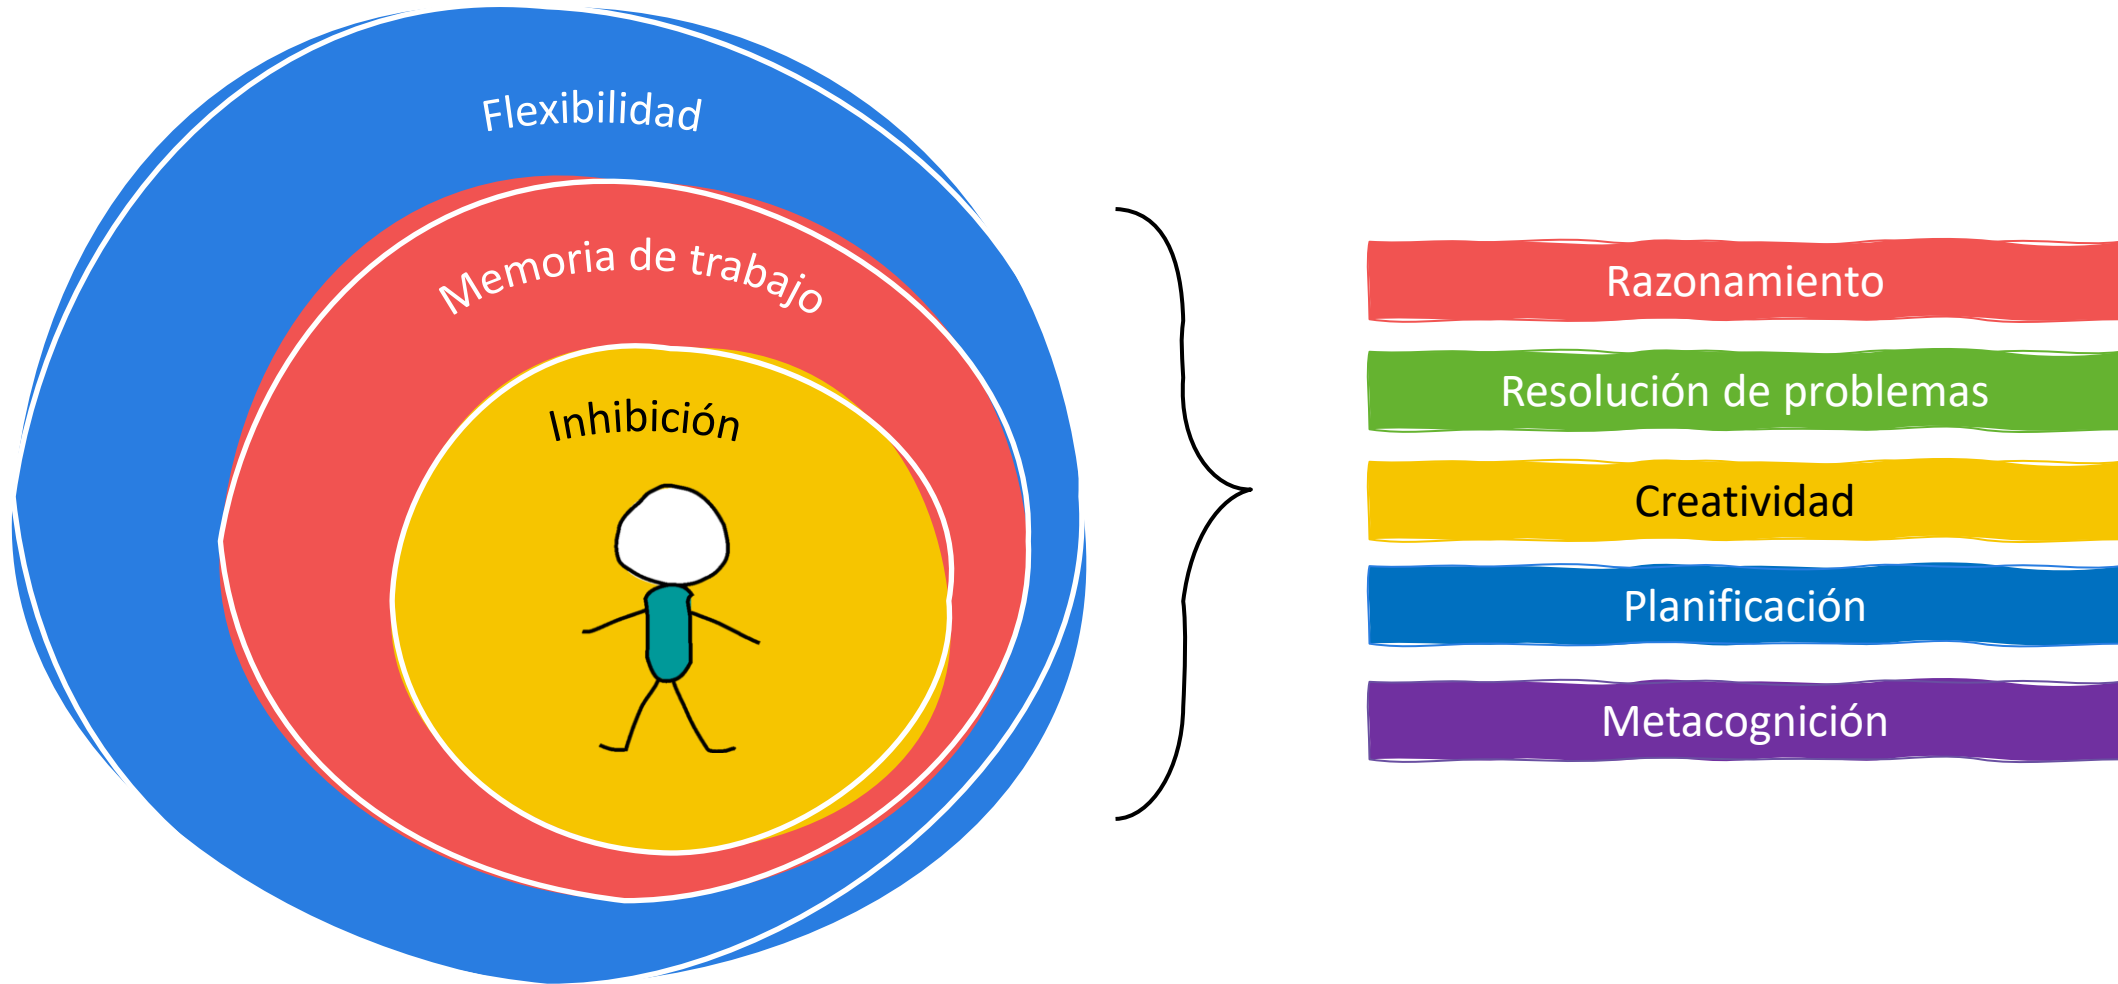 Flexibilidad
Memoria de trabajo
Inhibición
Razonamiento
Resolución de problemas
Creatividad
Planificación
Metacognición